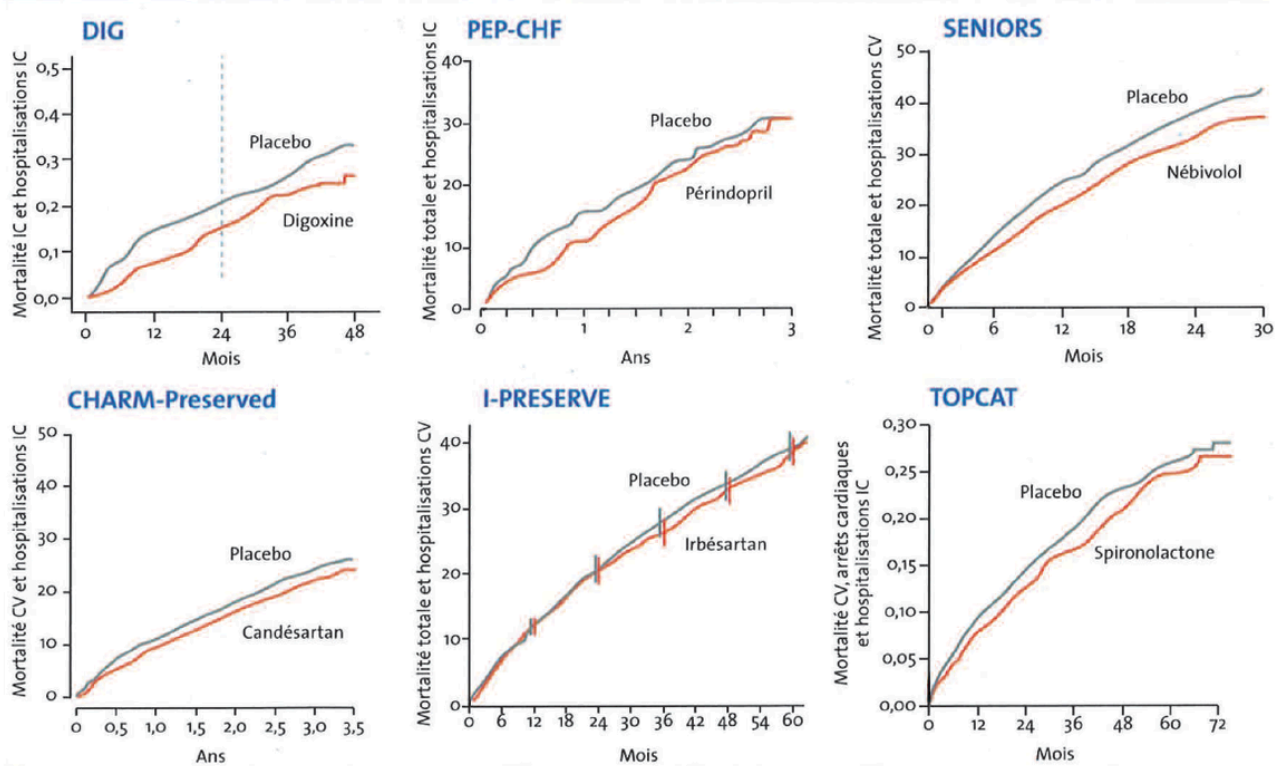 DIG
Mortalité IC et hospitalisations IC
0,5
0,4
0,3
0,2
0,1
0,0
Placebo
Digoxine
0 12 24 36 48
Mois
PEP-CHF
Mortalité totale et hospitalisations IC
40
30
20
10
0
Placebo
Périndopril
0 1 2 3
Ans
SENIORS
Mortalité totale et hospitalisations CV
50
40
30
20
10
0
Placebo
Nébivolol
0 6 12 18 24 30
Mois
CHARM-Preserved
Mortalité CV et hospitalisations IC
50
40
30
20
10
0
Placebo
Candésartan
0 0,5 1,0 1,5 2,0 2,5 3,0 3,5
Ans
I-PRESERVE
Mortalité totale et hospitalisations CV
40
30
20
10
0
Placebo
Irbésartan
0 6 12 18 24 30 36 42 48 54 60
Mois
TOPCAT
Mortalité CV, arrêts cardiaques
et hospitalisations IC
0,30
0,25
0,20
0,15
0,10
0,05
0,00
Placebo
Spironolactone
0 12 24 36 48 60 72
Mois